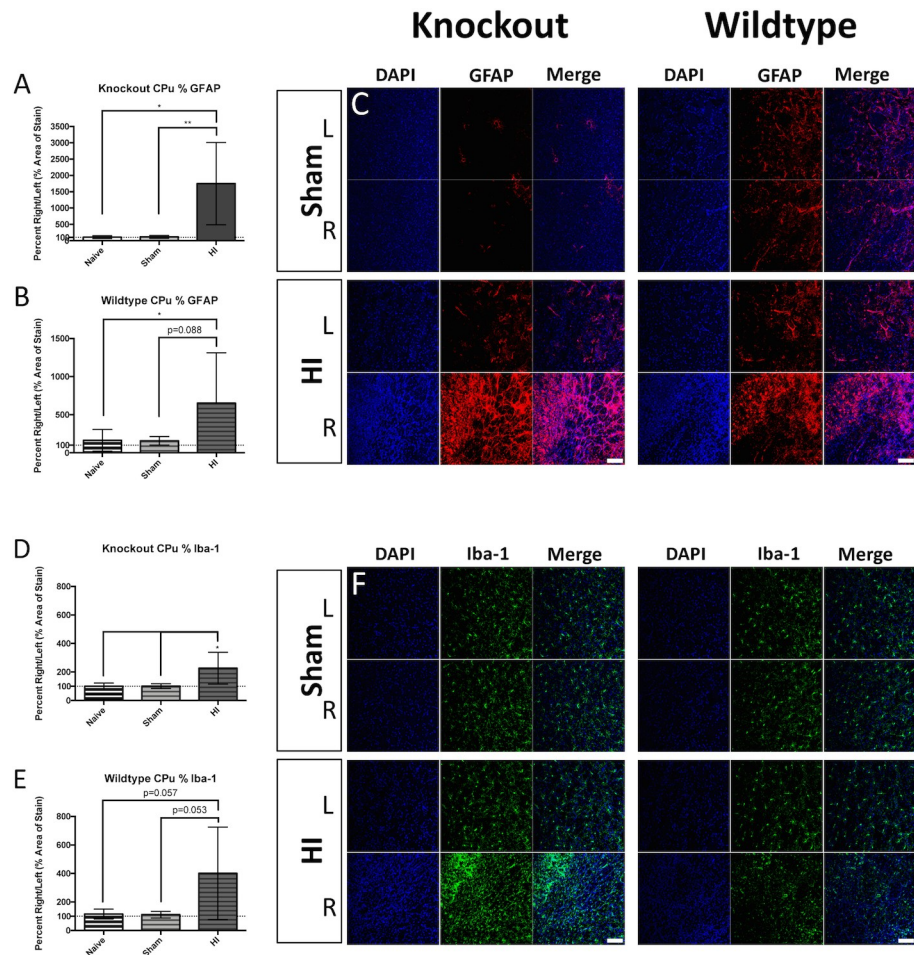 Knockout
Wildtype
A
Knockout CPu % GFAP
*
**
Percent Right/Left (% Area of Stain)
3500
3000
2500
2000
1500
1000
500
100
0
Naive
Sham
HI
B
Wildtype CPu % GFAP
*
p=0.088
Percent Right/Left (% Area of Stain)
1500
1000
500
100
0
Naive
Sham
HI
DAPI GFAP Merge
DAPI GFAP Merge
C
Sham
L
R
HI
L
R
D
Knockout CPu % Iba-1
*
Percent Right/Left (% Area of Stain)
800
600
400
200
100
0
Naive
Sham
HI
E
Wildtype CPu % Iba-1
p=0.057
p=0.053
Percent Right/Left (% Area of Stain)
800
600
400
200
100
0
Naive
Sham
HI
DAPI Iba-1 Merge
DAPI Iba-1 Merge
F
Sham
L
R
HI
L
R